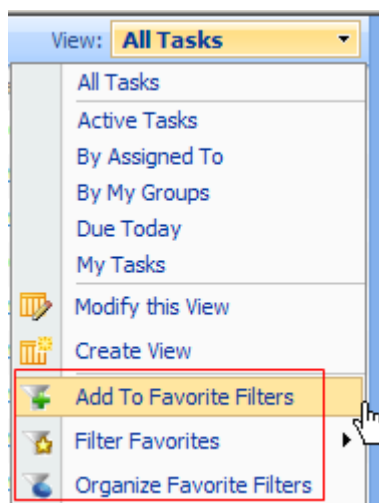 View: All Tasks
All Tasks
Active Tasks
By Assigned To
By My Groups
Due Today
My Tasks
Modify this View
Create View
Add To Favorite Filters
Filter Favorites
Organize Favorite Filters